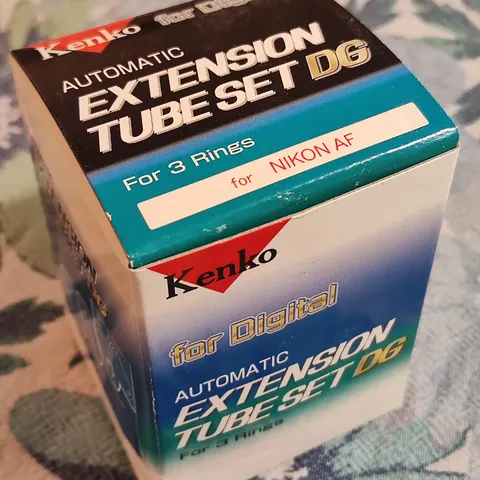 Kenko
for Digital
AUTOMATIC
EXTENSION
TUBE SET DG
For 3 Rings
for NIKON AF
Kenko
for Digital
AUTOMATIC
EXTENSION
TUBE SET DG
For 3 Rings